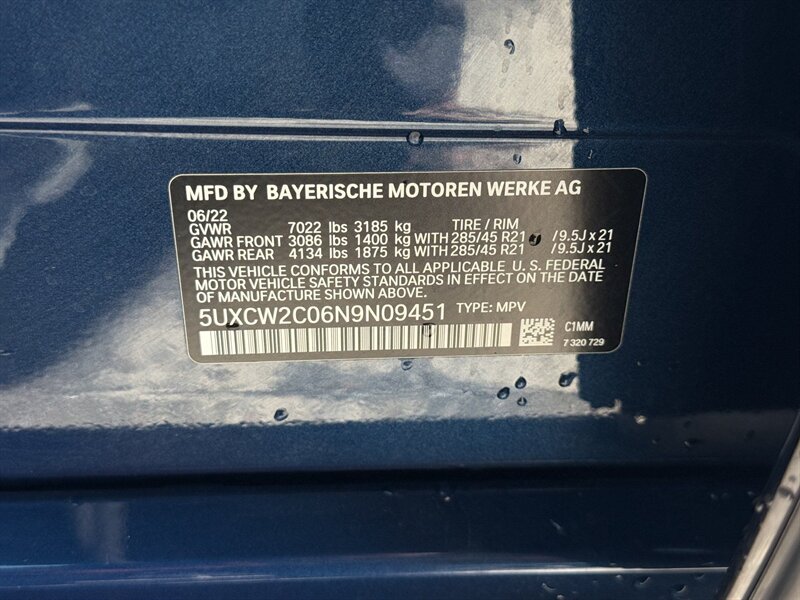 MFD BY BAYERISCHE MOTOREN WERKE AG
06/22 TIRE / RIM
GVWR 7022 lbs 3185 kg
GAWR FRONT 3086 lbs 1400 kg WITH 285/45 R21 /9.5J x 21
GAWR REAR 4134 lbs 1875 kg WITH 285/45 R21 /9.5J x 21
THIS VEHICLE CONFORMS TO ALL APPLICABLE U. S. FEDERAL
MOTOR VEHICLE SAFETY STANDARDS IN EFFECT ON THE DATE
OF MANUFACTURE SHOWN ABOVE.
5UXCW2C06N9N09451 TYPE: MPV
C1MM
7 320 729